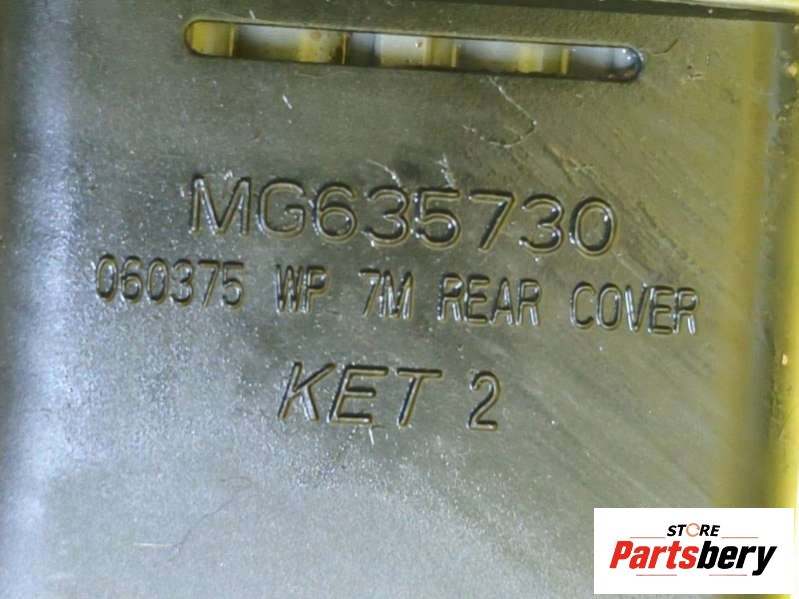 MG635730
060375 WP 7M REAR COVER
KET 2
STORE
Partsbery